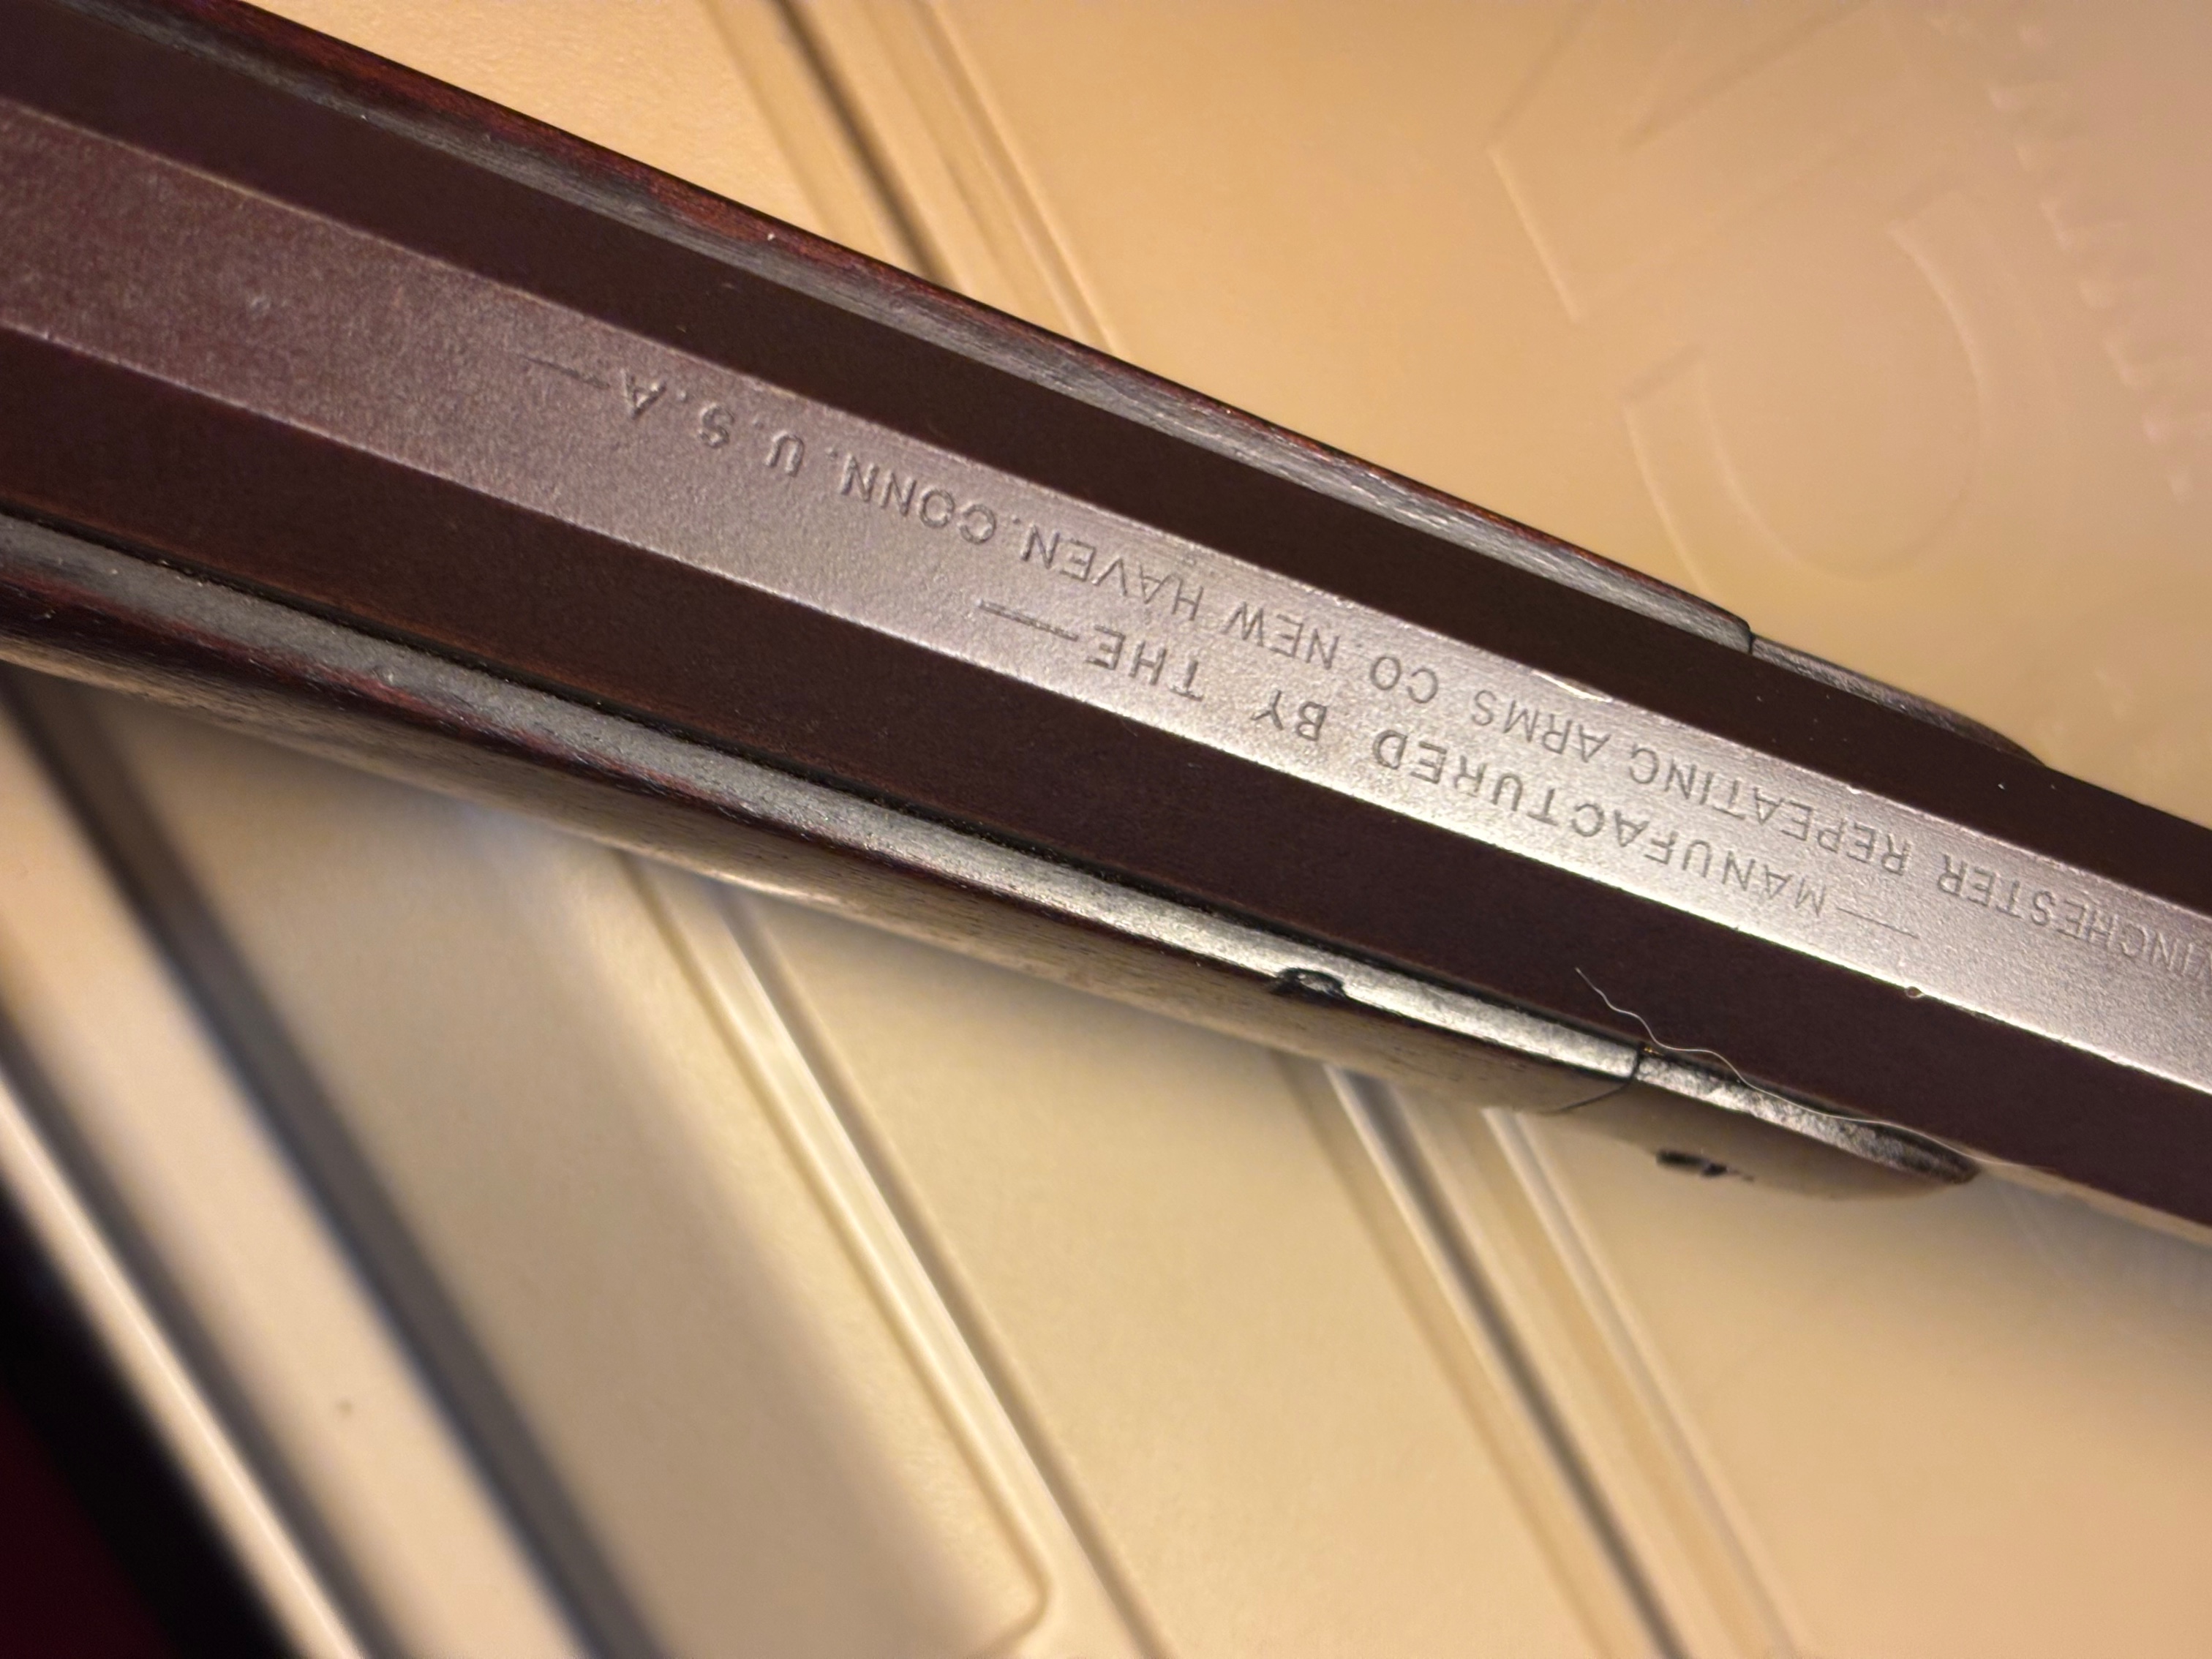 —MANUFACTURED BY THE—
WINCHESTER REPEATING ARMS CO. NEW HAVEN. CONN. U. S. A—